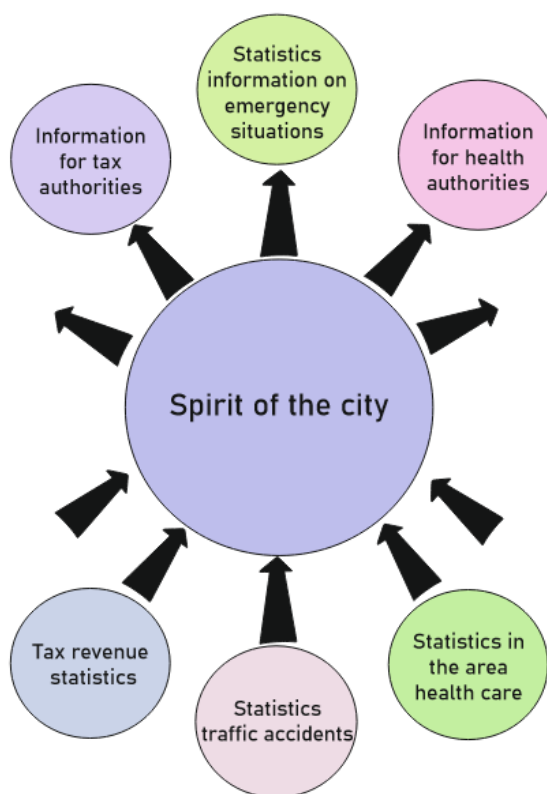 Statistics
information on
emergency
situations
Information
for tax
authorities
Information
for health
authorities
Spirit of the city
Tax revenue
statistics
Statistics
traffic accidents
Statistics in
the area
health care